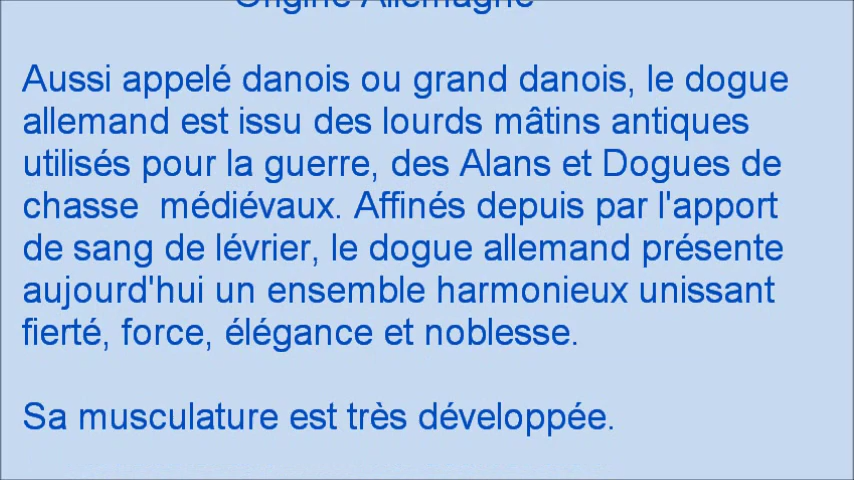 Origine Allemagne
Aussi appelé danois ou grand danois, le dogue
allemand est issu des lourds mâtins antiques
utilisés pour la guerre, des Alans et Dogues de
chasse  médiévaux. Affinés depuis par l'apport
de sang de lévrier, le dogue allemand présente
aujourd'hui un ensemble harmonieux unissant
fierté, force, élégance et noblesse.
Sa musculature est très développée.